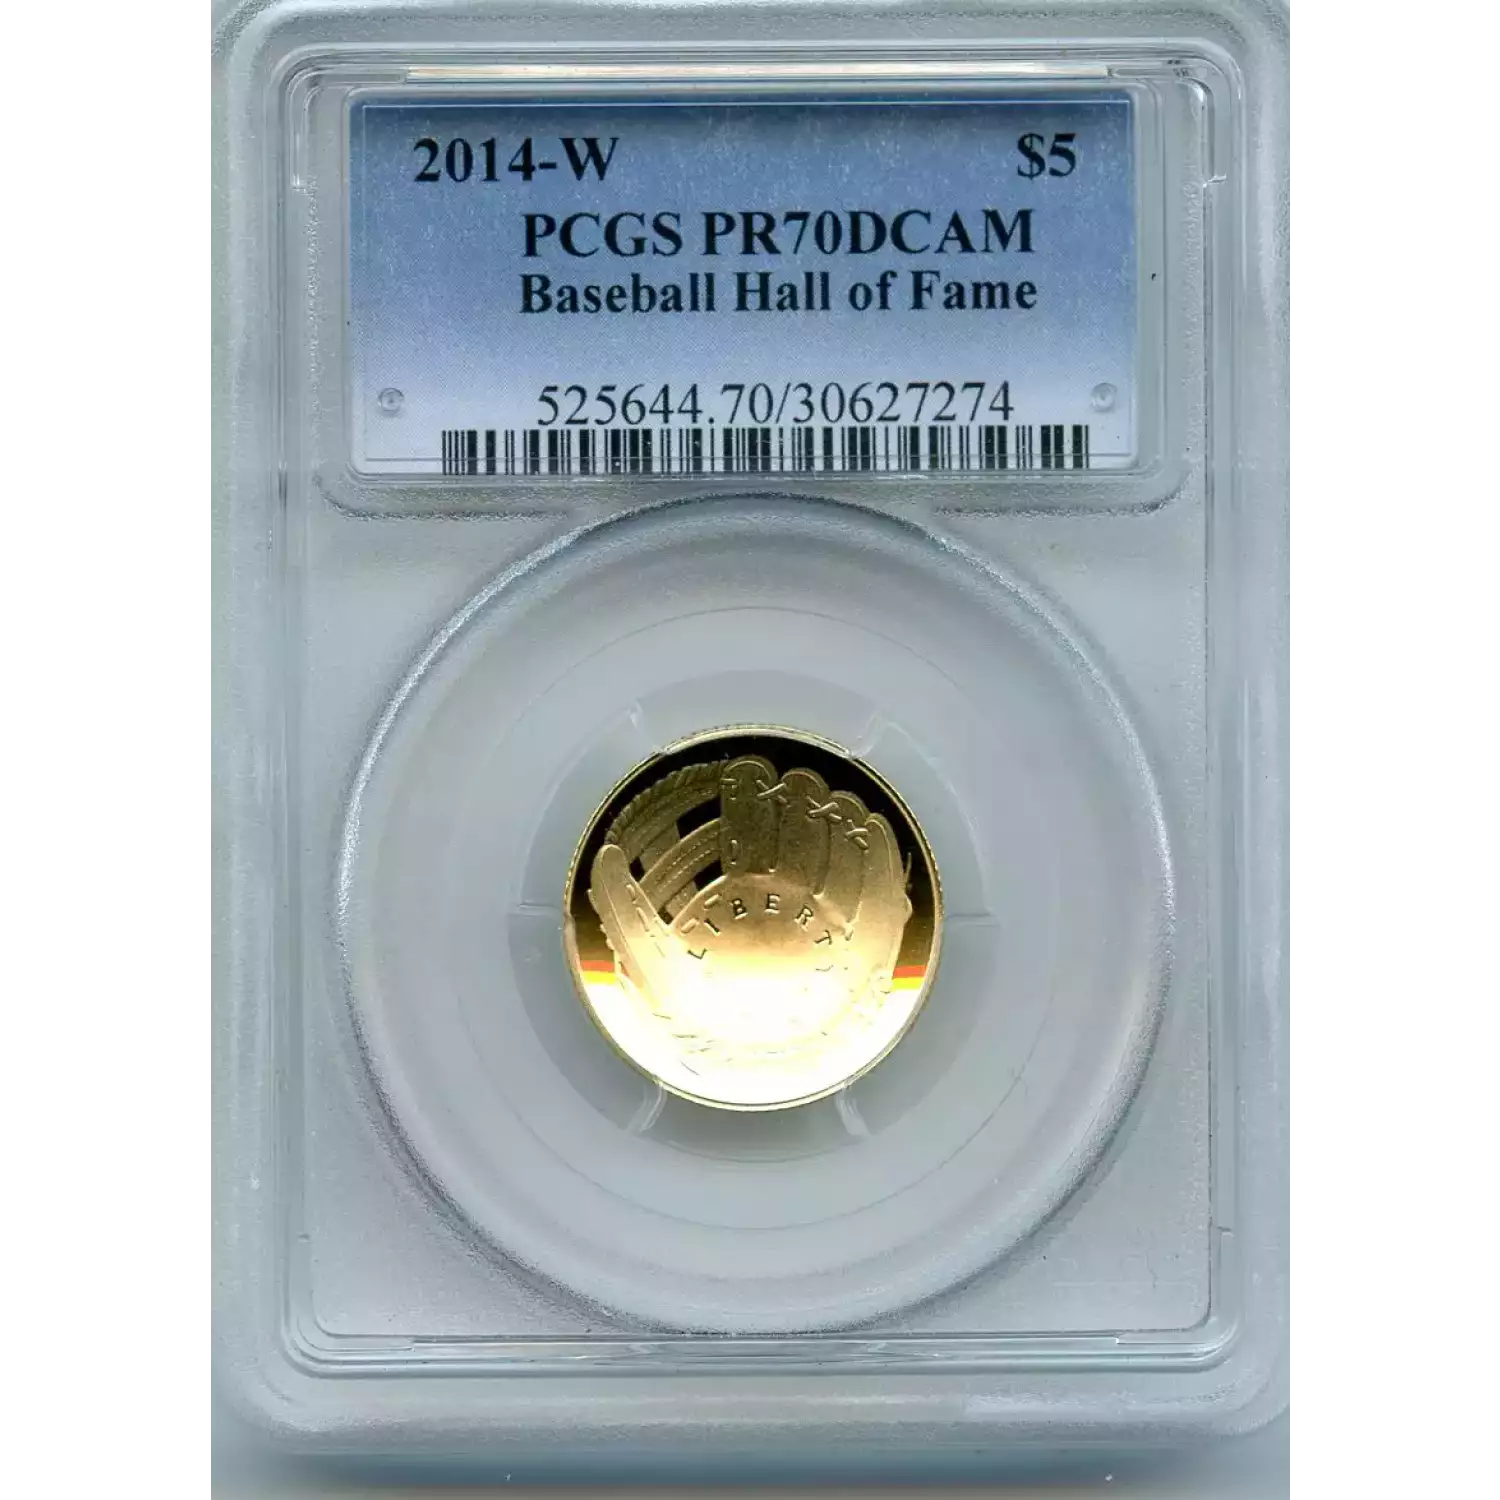 2014-W $5
PCGS PR70DCAM
Baseball Hall of Fame
525644.70/30627274
LIBERTY